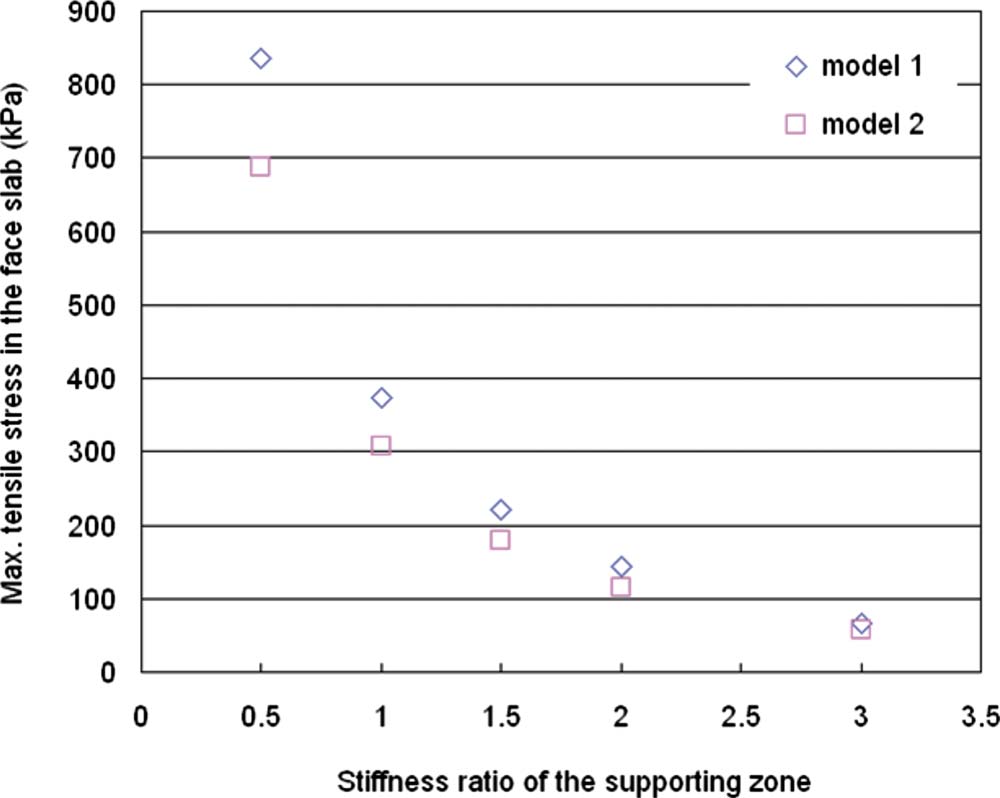 Max. tensile stress in the face slab (kPa)
900
800
700
600
500
400
300
200
100
0
model 1
model 2
0 0.5 1 1.5 2 2.5 3 3.5
Stiffness ratio of the supporting zone